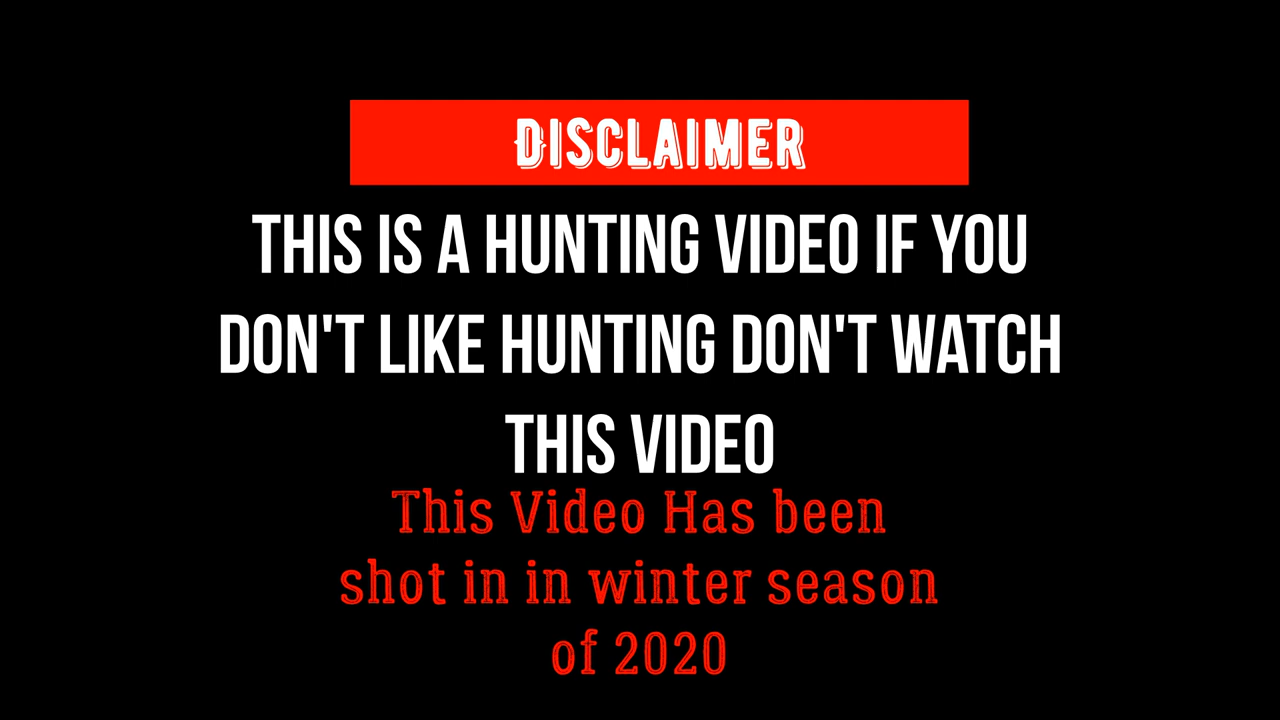 DISCLAIMER
THIS IS A HUNTING VIDEO IF YOU
DON'T LIKE HUNTING DON'T WATCH
THIS VIDEO
This Video Has been
shot in in winter season
of 2020